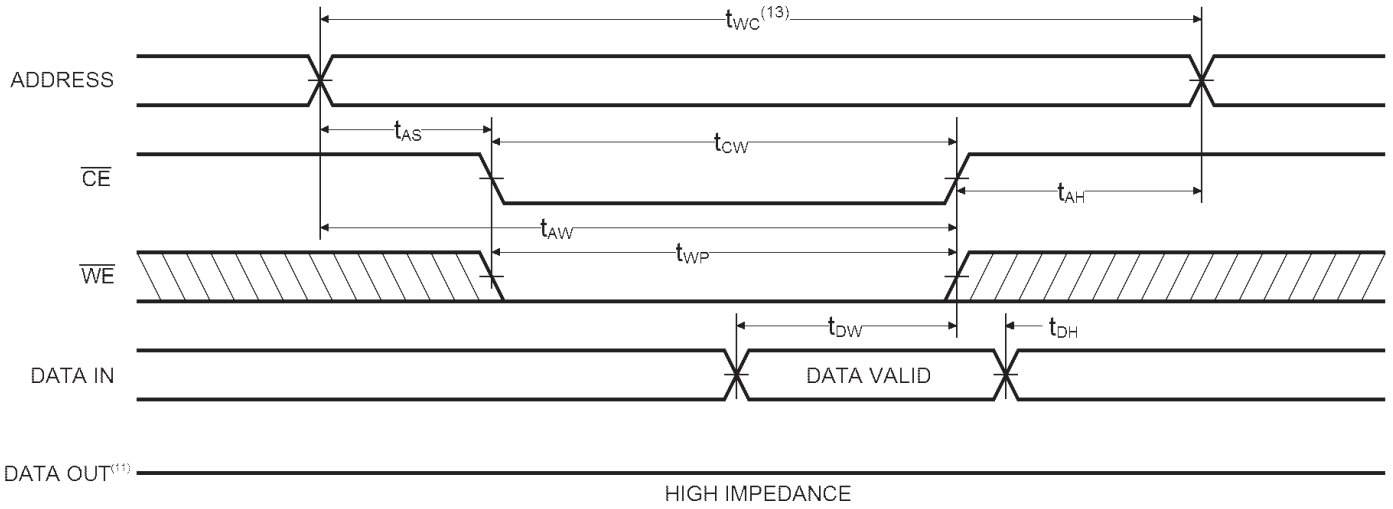 tWC(13)
ADDRESS
tAS
tCW
CE
tAH
tAW
tWP
WE
tDW
tDH
DATA IN
DATA VALID
DATA OUT(11)
HIGH IMPEDANCE